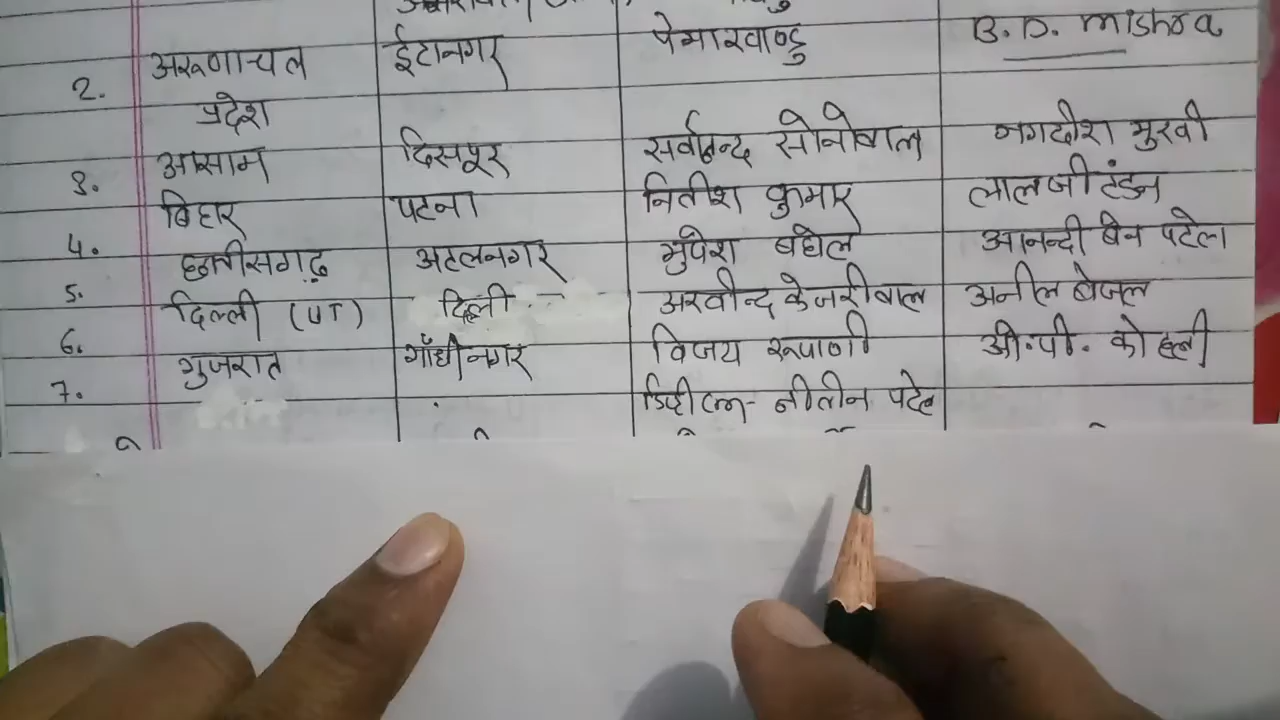 2. अरुणाचल ईटानगर पेमाखाण्डु B.D. Mishra
प्रदेश
3. आसाम दिसपूर सर्वानन्द सोनोवाल जगदीश मुखी
4. बिहार पटना नितीश कुमार लालजी टंडन
5. छत्तीसगढ़ अटलनगर भुपेश बघेल आनन्दी बेन पटेल
6. दिल्ली (UT) दिल्ली अरवीन्द केजरीवाल अनील बेजल
7. गुजरात गाँधीनगर विजय रूपाणी ओ.पी. कोहली
नीतीन पटेल